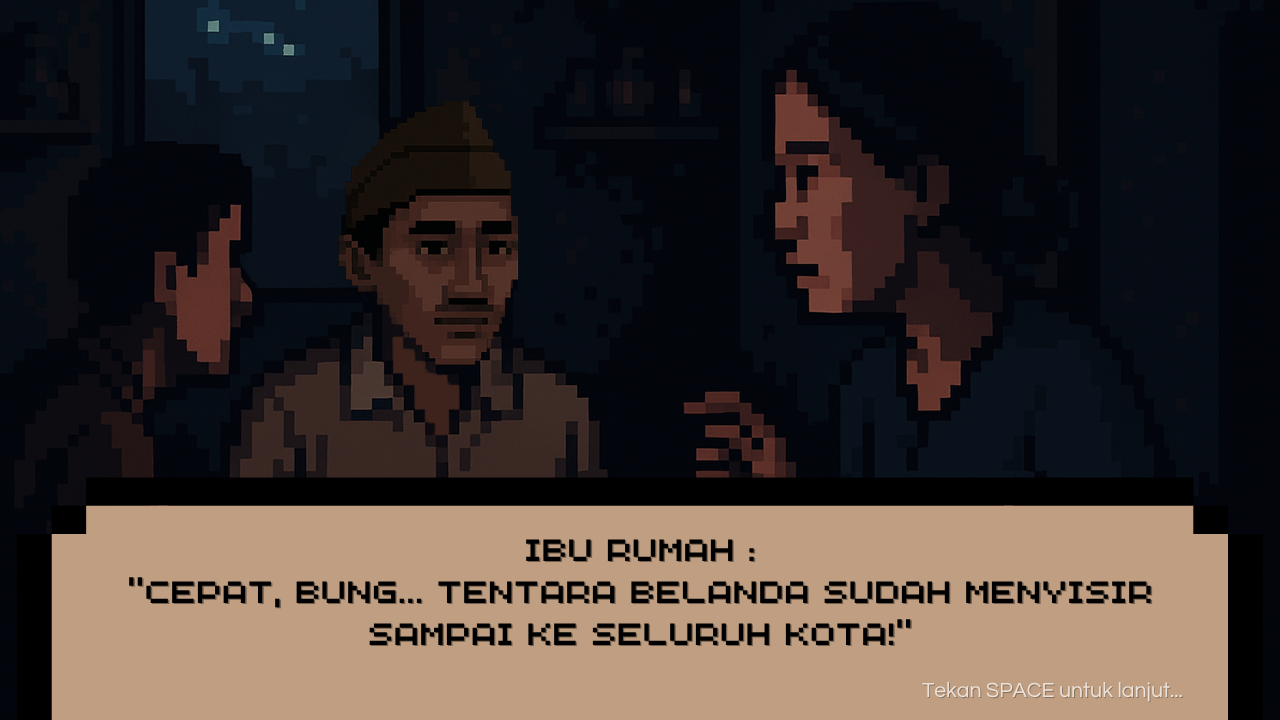 IBU RUMAH :
"CEPAT, BUNG... TENTARA BELANDA SUDAH MENYISIR
SAMPAI KE SELURUH KOTA!"
Tekan SPACE untuk lanjut...